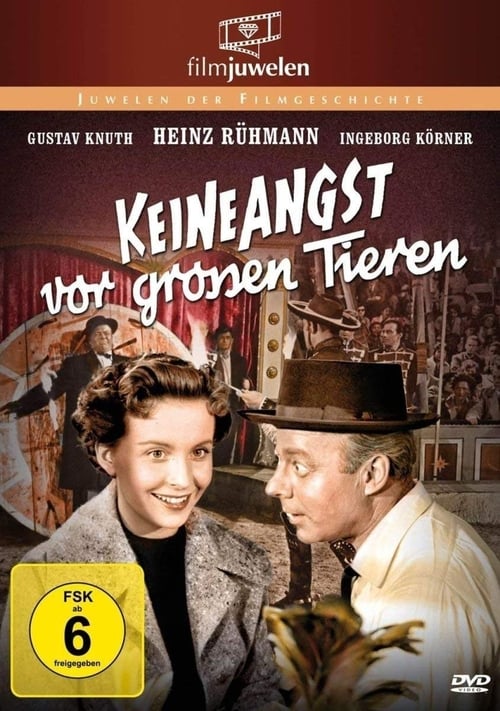 filmjuwelen
JUWELEN DER FILMGESCHICHTE
GUSTAV KNUTH HEINZ RÜHMANN INGEBORG KÖRNER
KEINE ANGST
vor grossen Tieren
FSK
ab
6
freigegeben
DVD
VIDEO